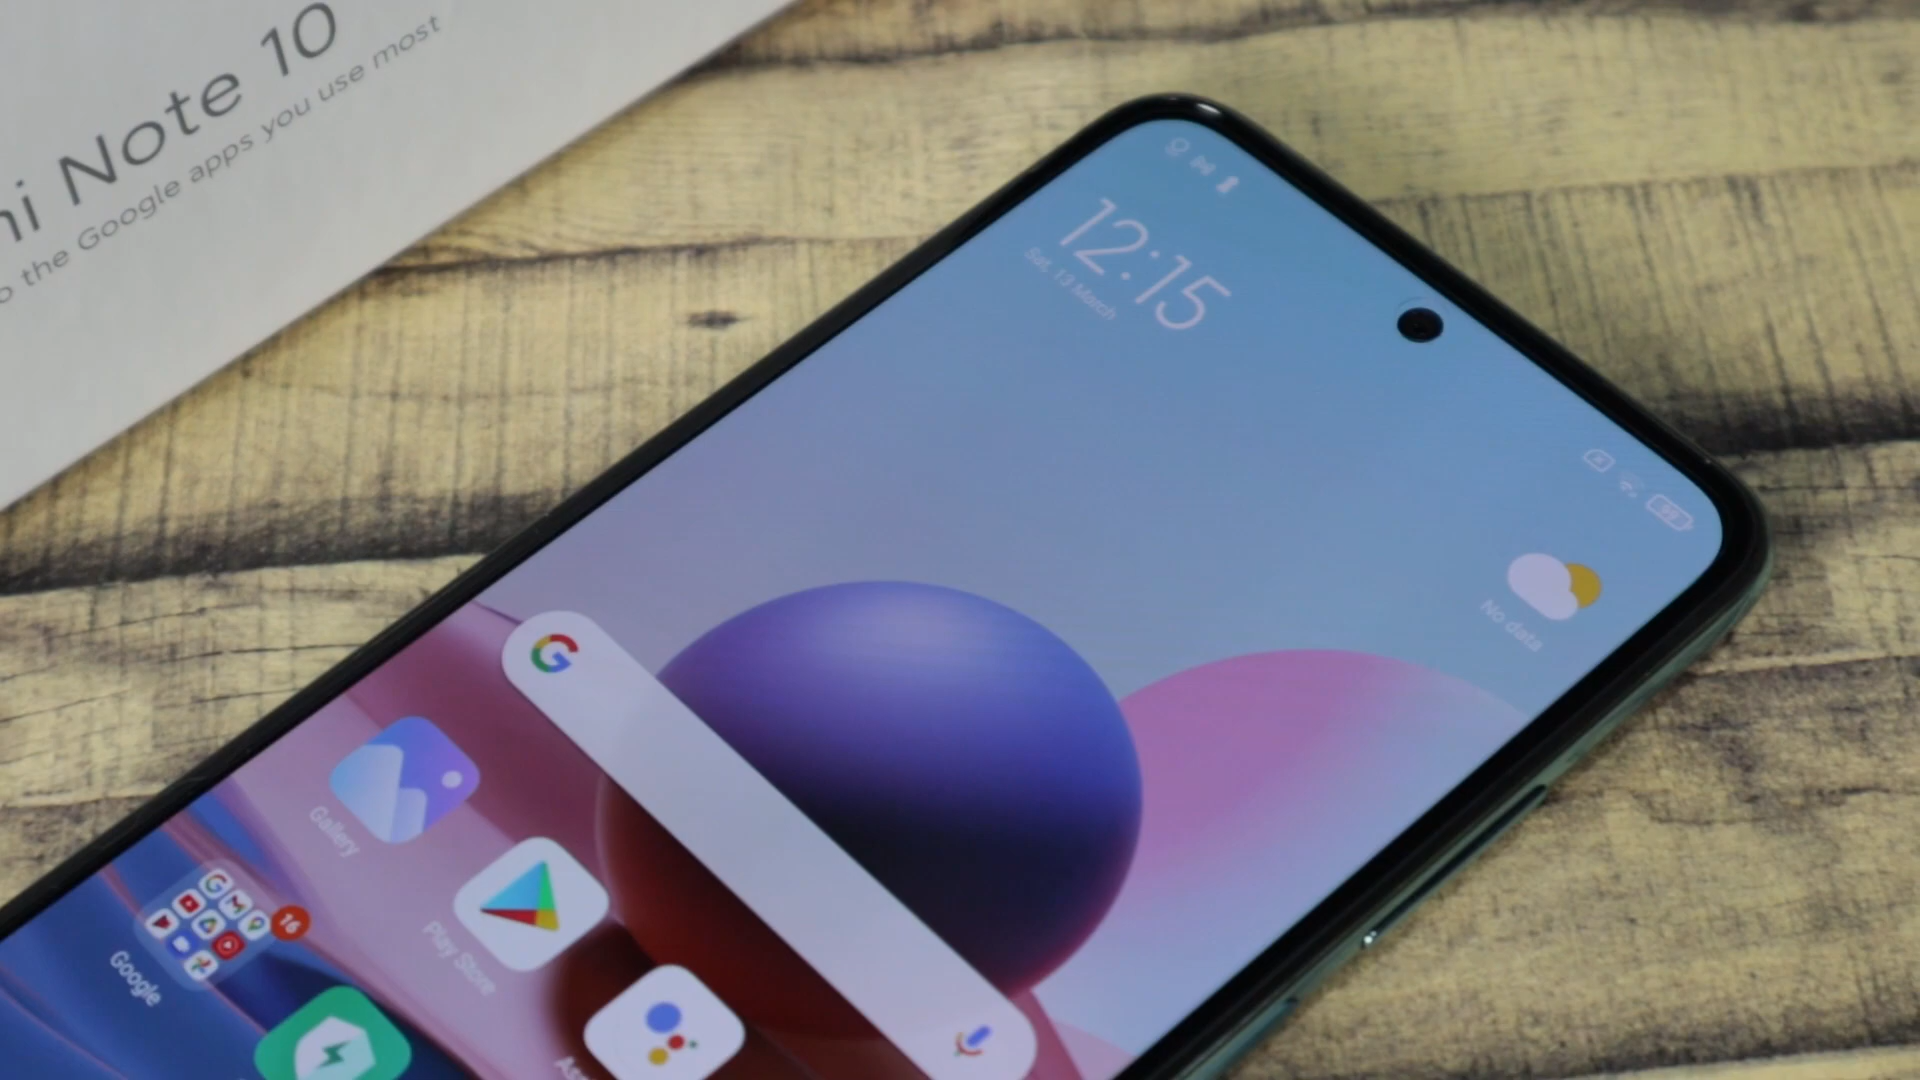 mi Note 10
the Google apps you use most
12:15
Sat, 13 March
No data
Gallery
Play Store
16
Google